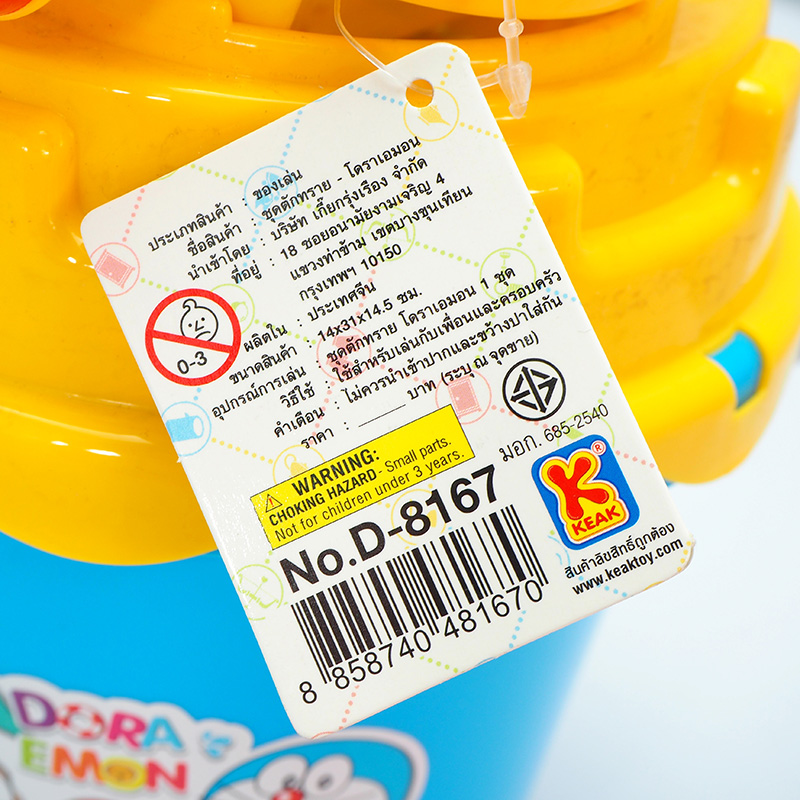 ประเภทสินค้า : ของเล่น
ชื่อสินค้า : ชุดตักทราย - โดราเอมอน
นำเข้าโดย : บริษัท เกี๊ยกรุ่งเรือง จำกัด
ที่อยู่ : 18 ซอยอนามัยงามเจริญ 4
แขวงท่าข้าม เขตบางขุนเทียน
กรุงเทพฯ 10150
ผลิตใน : ประเทศจีน
ขนาดสินค้า : 14x31x14.5 ซม.
อุปกรณ์การเล่น : ชุดตักทราย โดราเอมอน 1 ชุด
วิธีใช้ : ใช้สำหรับเล่นกับเพื่อนและครอบครัว
คำเตือน : ไม่ควรนำเข้าปากและขว้างปาใส่กัน
ราคา : ______ บาท (ระบุ ณ จุดขาย)
0-3
มอก. 685-2540
WARNING:
CHOKING HAZARD - Small parts.
Not for children under 3 years.
No.D-8167
8 858740 481670
K
KEAK
®
สินค้าลิขสิทธิ์ถูกต้อง
www.keaktoy.com
DORA
EMON